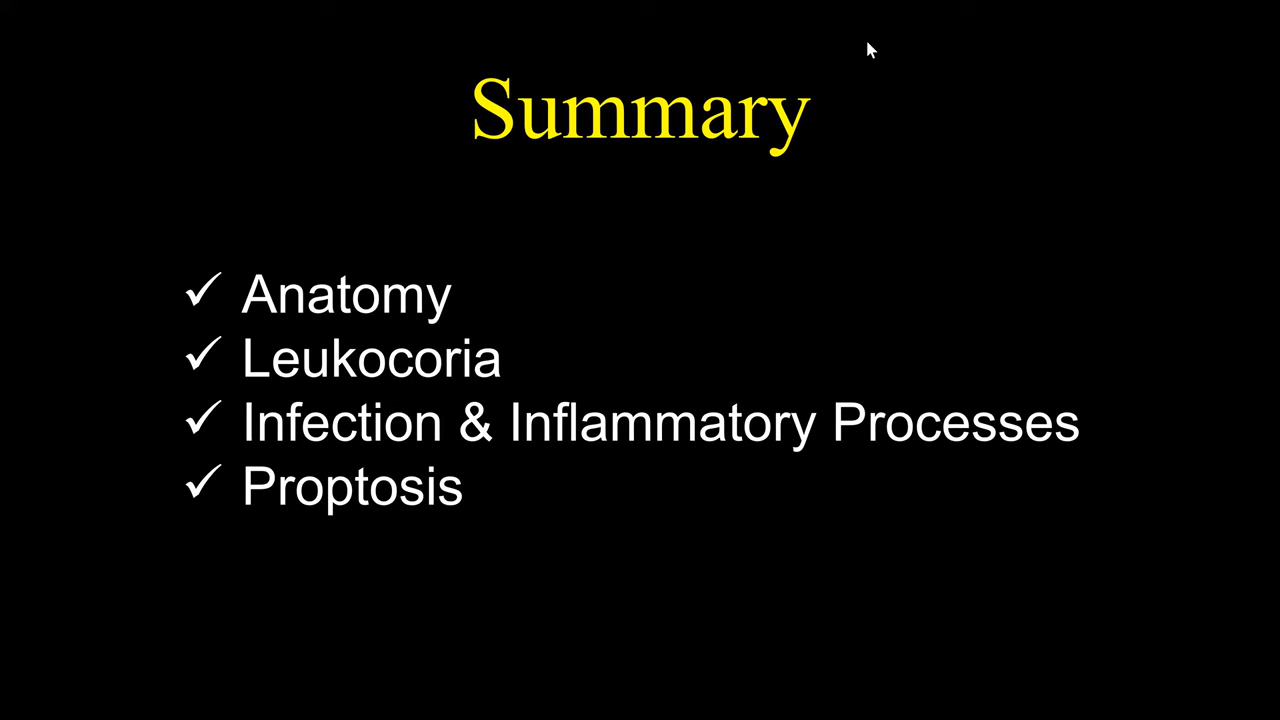 Summary
✓ Anatomy
✓ Leukocoria
✓ Infection & Inflammatory Processes
✓ Proptosis